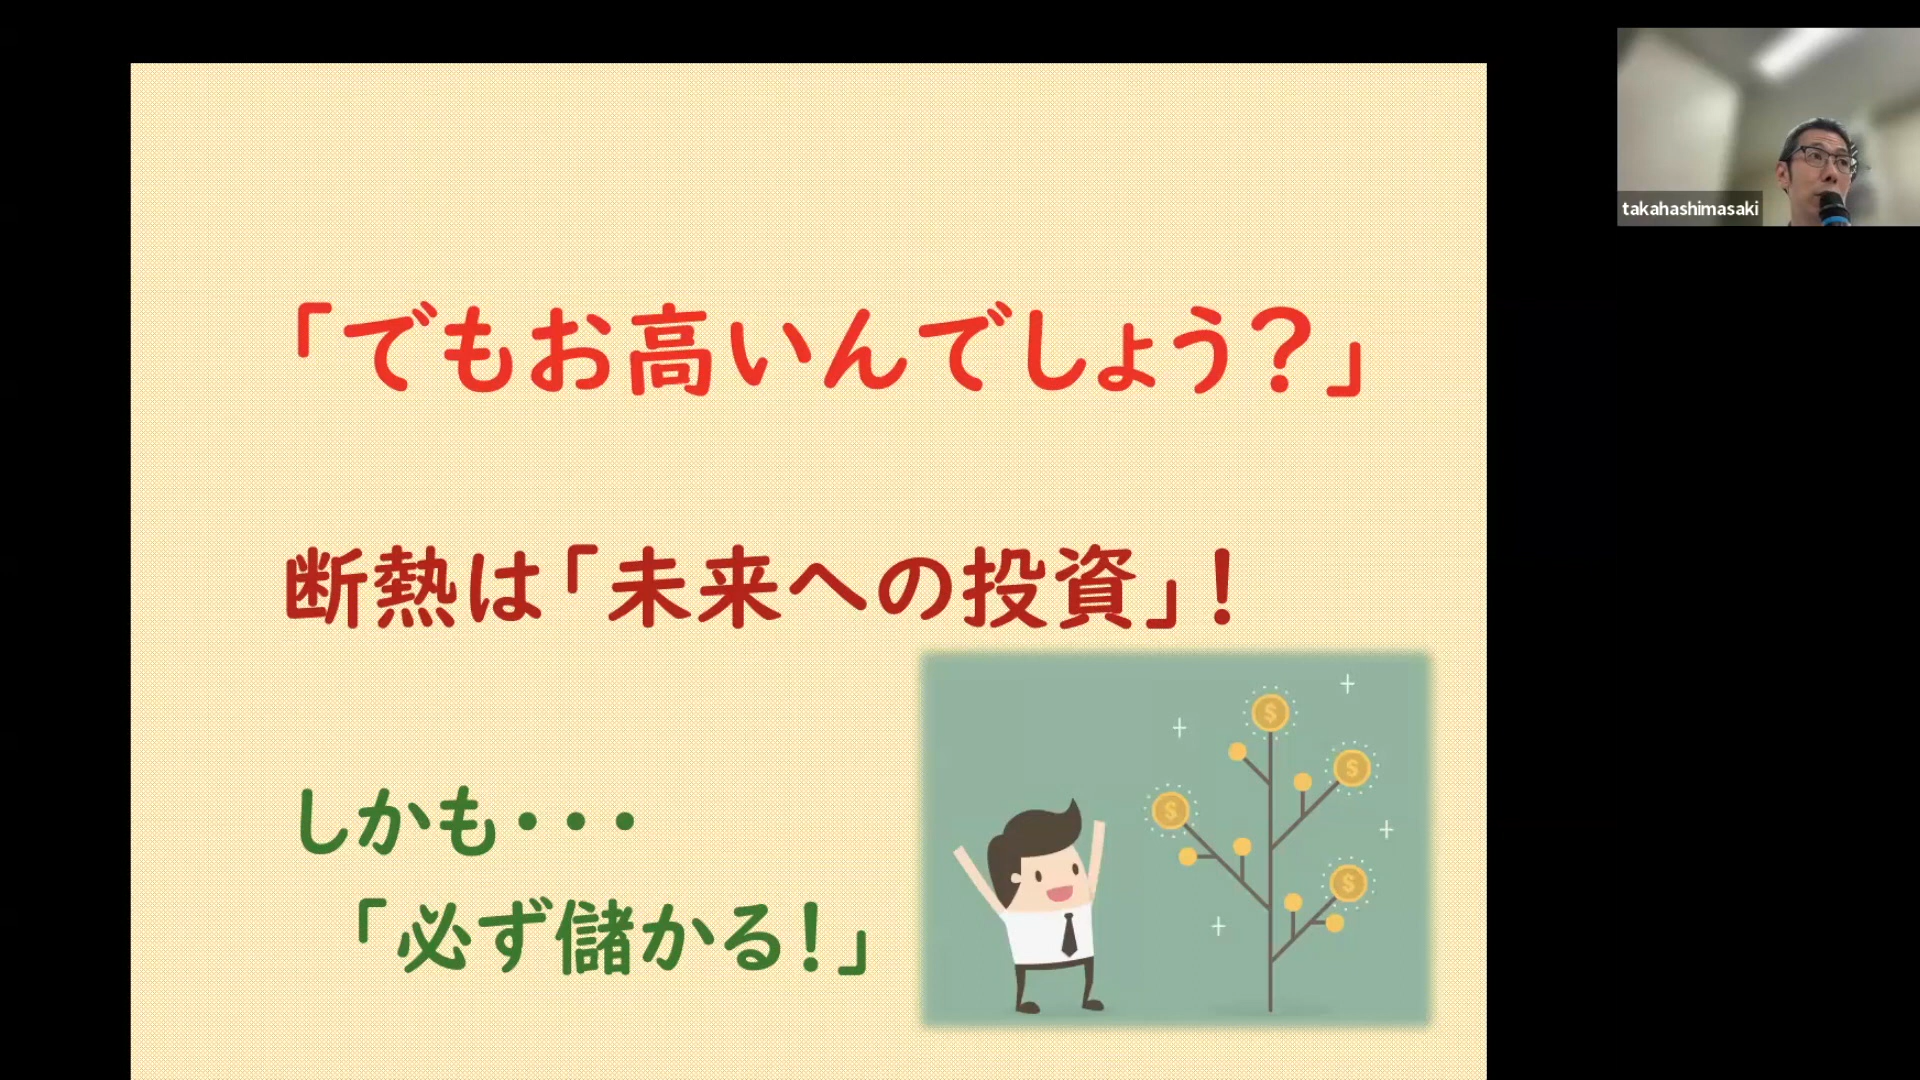 「でもお高いんでしょう？」
断熱は「未来への投資」！
しかも・・・
「必ず儲かる！」
$
$
$
$
takahashimasaki